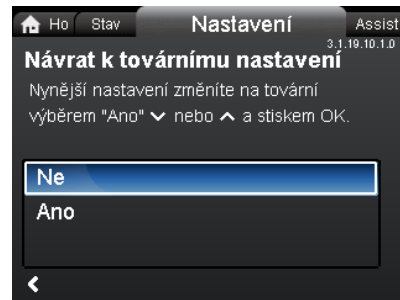 Ho Stav Nastavení Assist
3.1.19.10.1.0
Návrat k továrnímu nastavení
Nynější nastavení změníte na tovární
výběrem "Ano" nebo a stiskem OK.
Ne
Ano